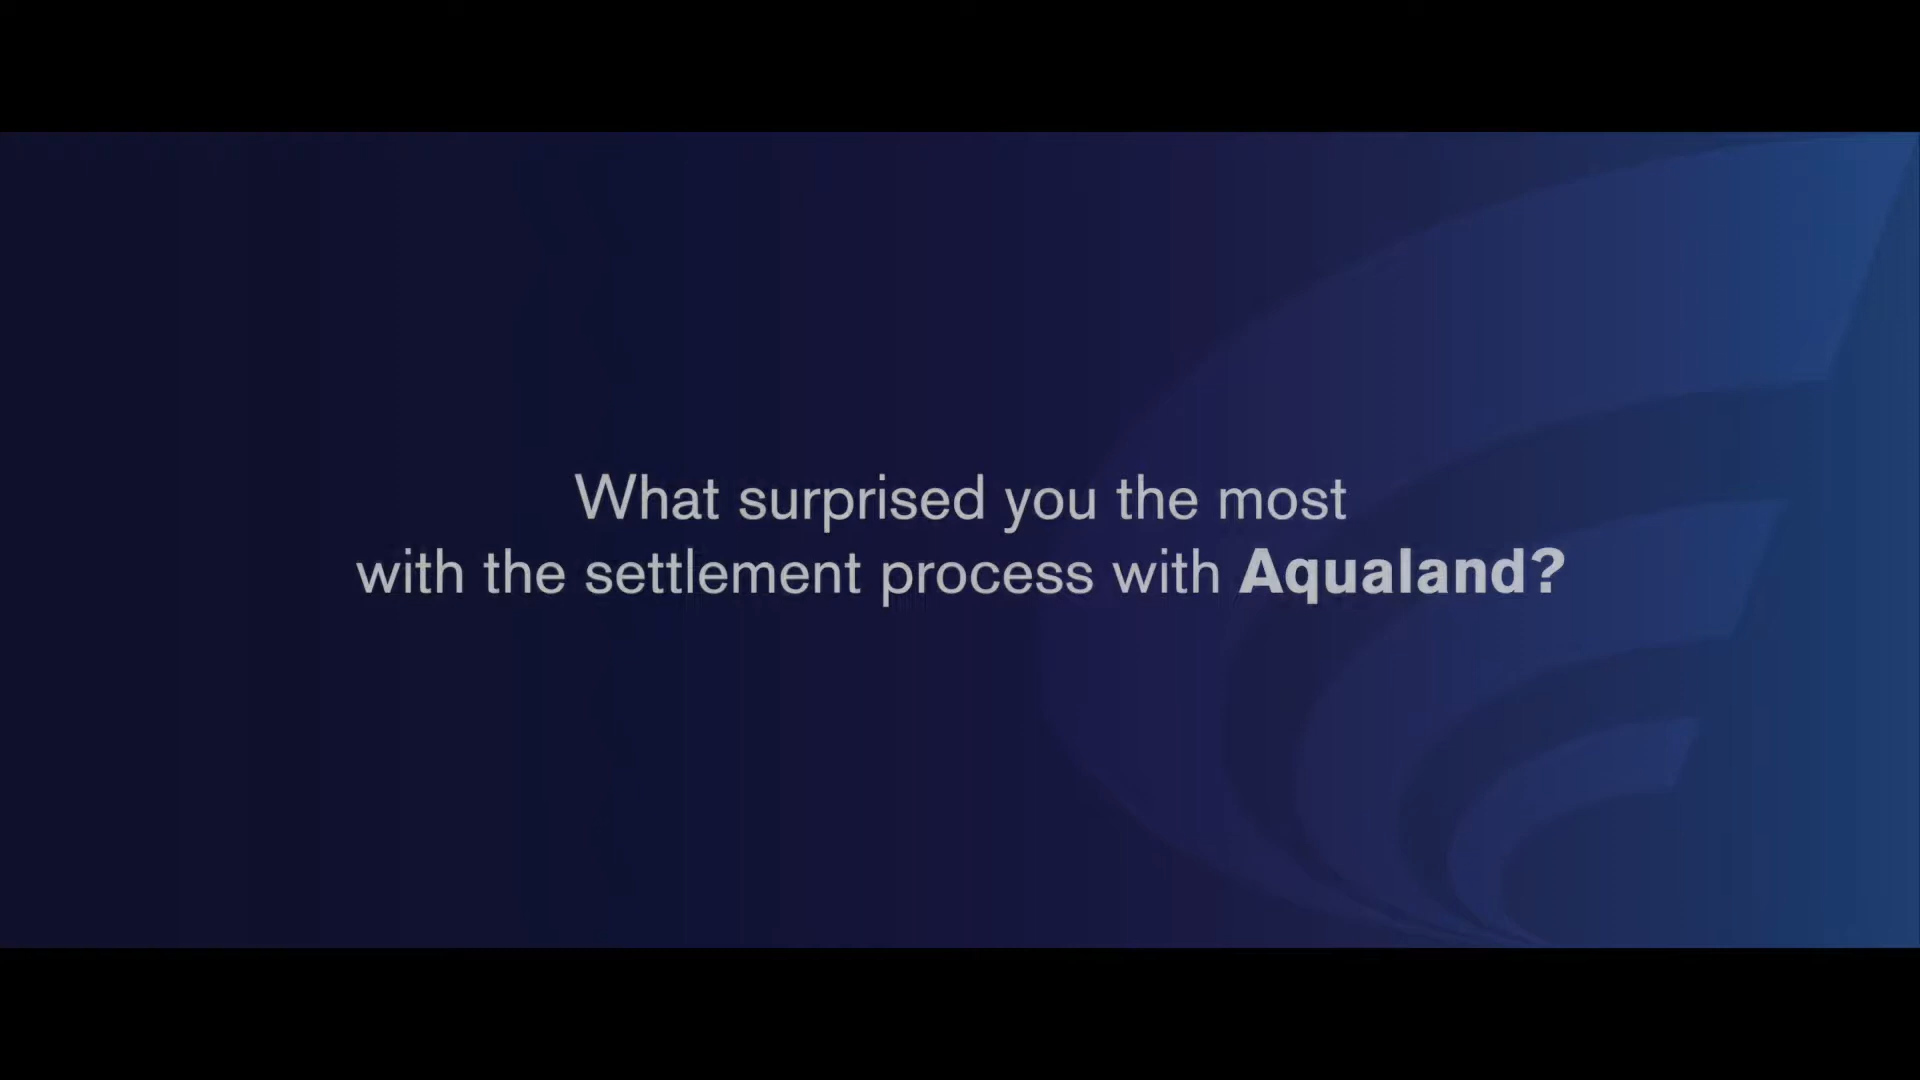 What surprised you the most
with the settlement process with Aqualand?